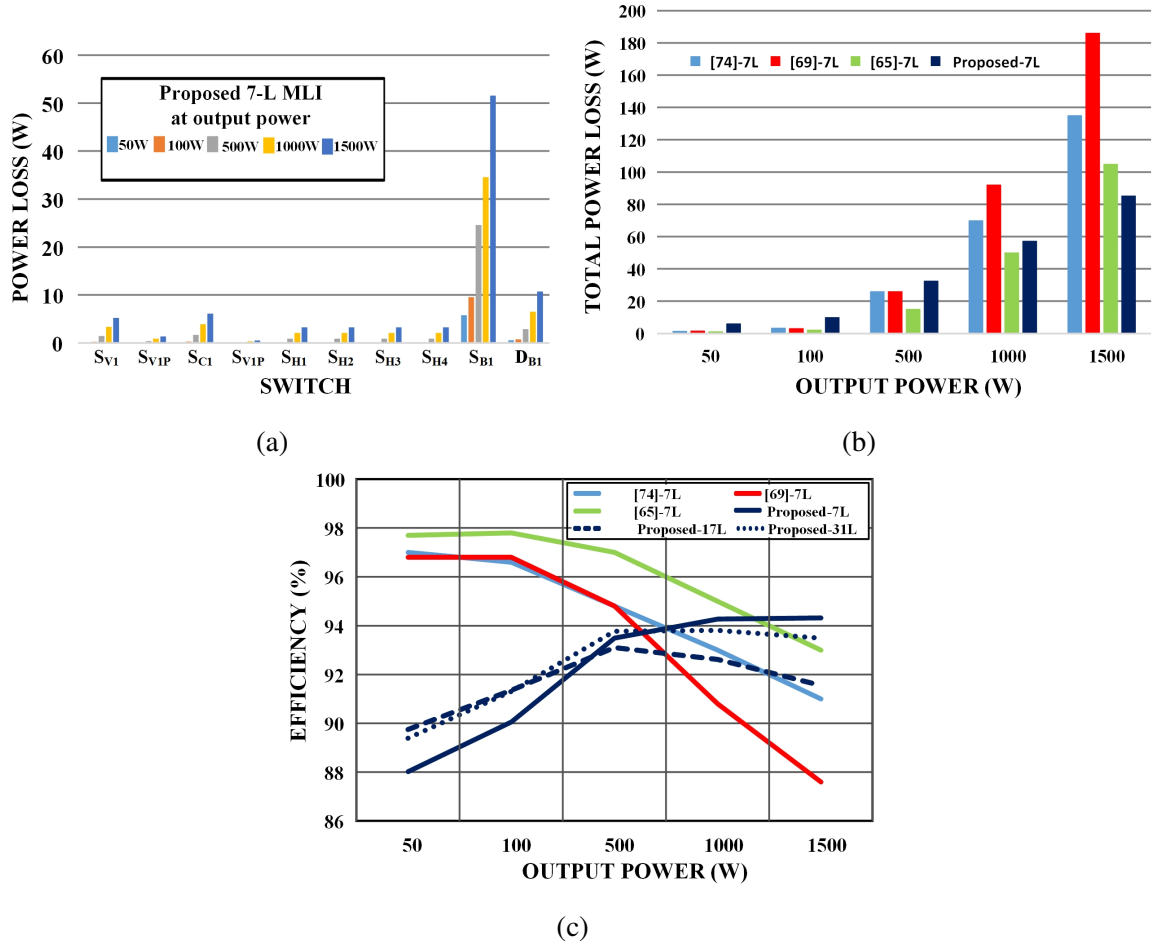 60
50
40
30
20
10
0
POWER LOSS (W)
Proposed 7-L MLI
at output power
50W 100W 500W 1000W 1500W
SV1 SV1P SC1 SV1P SH1 SH2 SH3 SH4 SB1 DB1
SWITCH
(a)
200
180
160
140
120
100
80
60
40
20
0
TOTAL POWER LOSS (W)
[74]-7L [69]-7L [65]-7L Proposed-7L
50 100 500 1000 1500
OUTPUT POWER (W)
(b)
100
98
96
94
92
90
88
86
EFFICIENCY (%)
[74]-7L [69]-7L
[65]-7L Proposed-7L
Proposed-17L Proposed-31L
50 100 500 1000 1500
OUTPUT POWER (W)
(c)